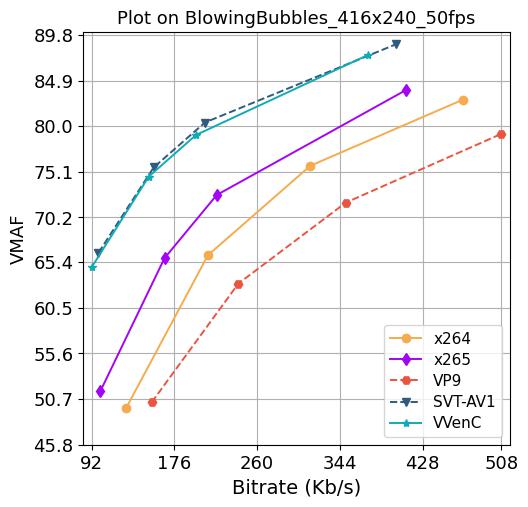 Plot on BlowingBubbles_416x240_50fps
89.8
84.9
80.0
75.1
70.2
65.4
60.5
55.6
50.7
45.8
VMAF
x264
x265
VP9
SVT-AV1
VVenC
92 176 260 344 428 508
Bitrate (Kb/s)